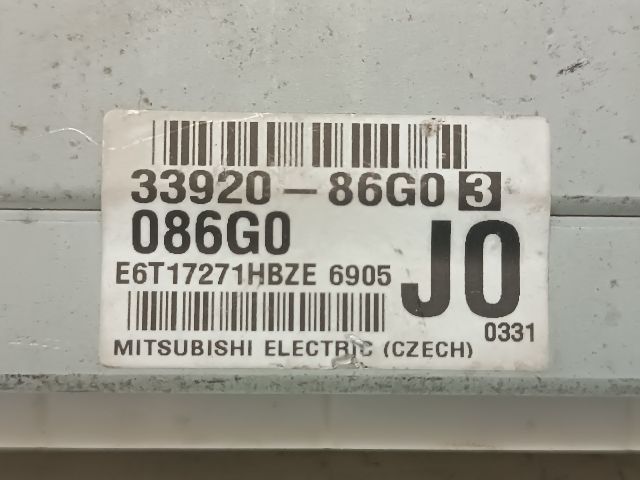 33920-86G0 3
086G0
J0
E6T17271HBZE 6905
0331
MITSUBISHI ELECTRIC (CZECH)